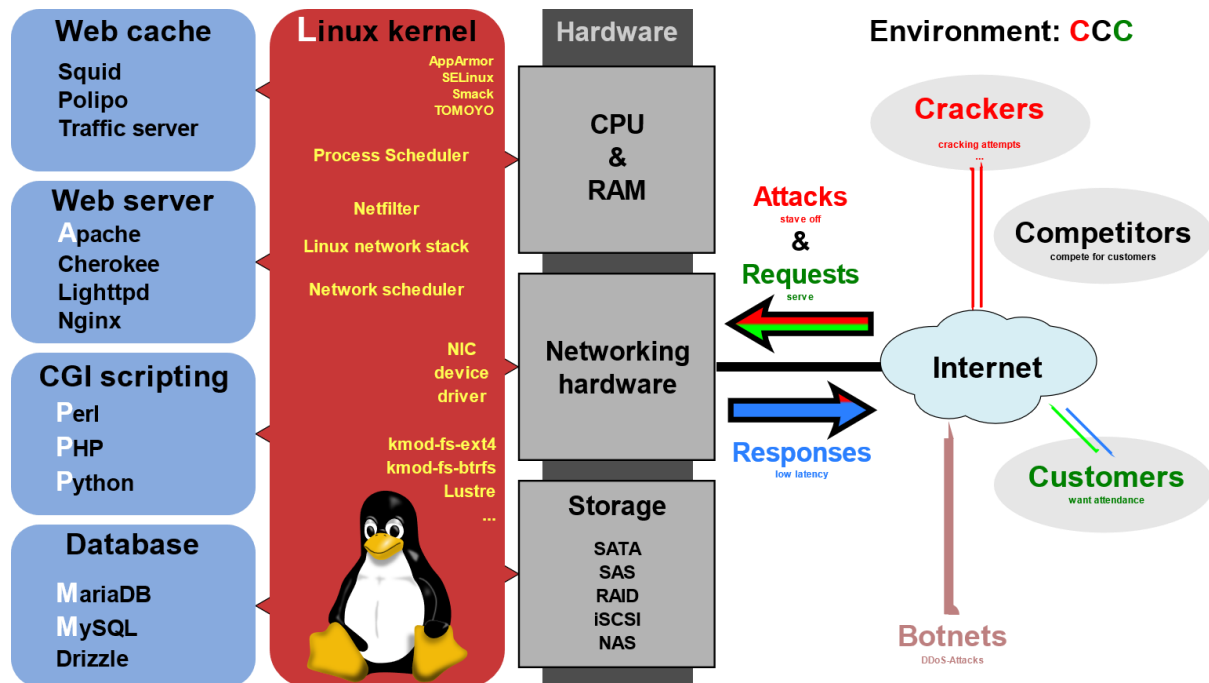 Web cache
Squid
Polipo
Traffic server
Web server
Apache
Cherokee
Lighttpd
Nginx
CGI scripting
Perl
PHP
Python
Database
MariaDB
MySQL
Drizzle
Linux kernel
AppArmor
SELinux
Smack
TOMOYO
Process Scheduler
Netfilter
Linux network stack
Network scheduler
NIC
device
driver
kmod-fs-ext4
kmod-fs-btrfs
Lustre
...
Hardware
CPU
&
RAM
Networking
hardware
Storage
SATA
SAS
RAID
iSCSI
NAS
Attacks
stave off
&
Requests
serve
Responses
low latency
Environment: CCC
Crackers
cracking attempts
...
Competitors
compete for customers
Internet
Customers
want attendance
Botnets
DDoS-Attacks